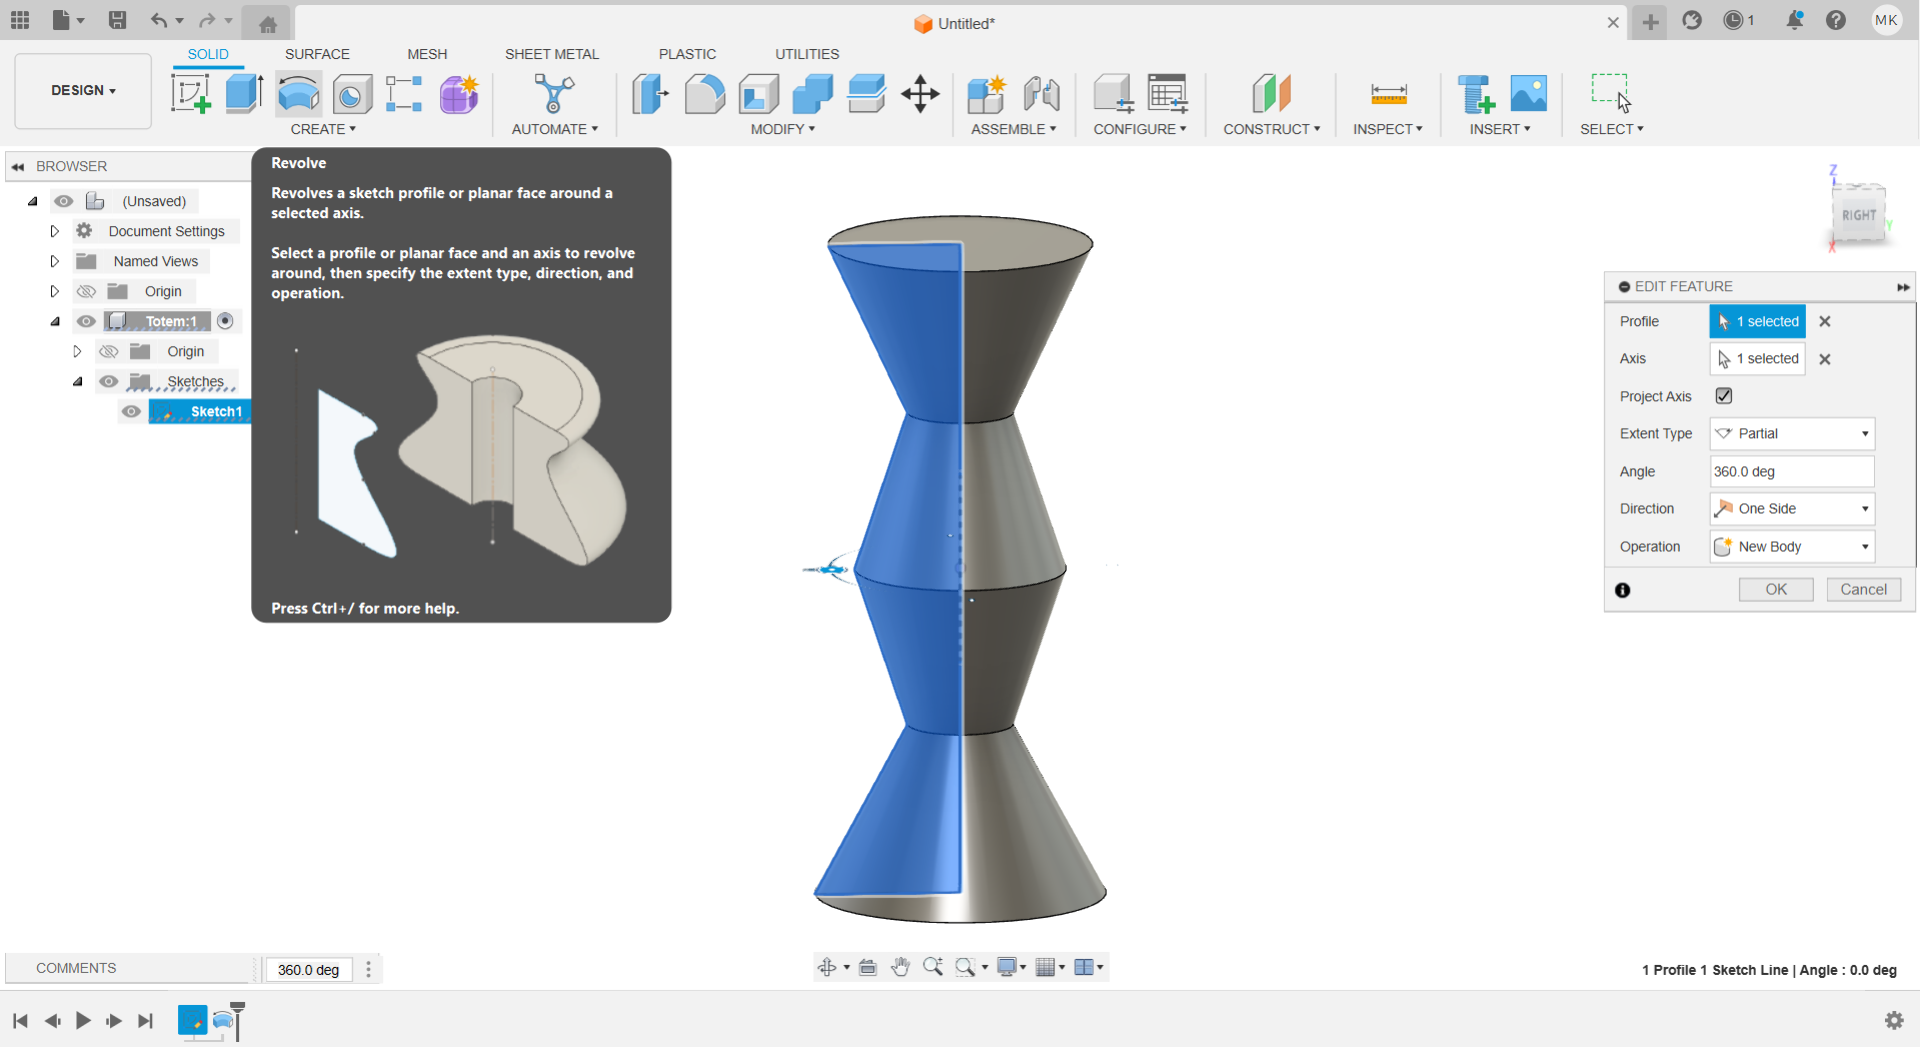 Untitled*
1
MK
DESIGN
SOLID
SURFACE
MESH
SHEET METAL
PLASTIC
UTILITIES
CREATE
AUTOMATE
MODIFY
ASSEMBLE
CONFIGURE
CONSTRUCT
INSPECT
INSERT
SELECT
BROWSER
(Unsaved)
Document Settings
Named Views
Origin
Totem:1
Origin
Sketches
Sketch1
Revolve
Revolves a sketch profile or planar face around a
selected axis.
Select a profile or planar face and an axis to revolve
around, then specify the extent type, direction, and
operation.
Press Ctrl+/ for more help.
Z
RIGHT
Y
X
EDIT FEATURE
Profile
1 selected
Axis
1 selected
Project Axis
Extent Type
Partial
Angle
360.0 deg
Direction
One Side
Operation
New Body
OK
Cancel
COMMENTS
360.0 deg
1 Profile 1 Sketch Line | Angle : 0.0 deg